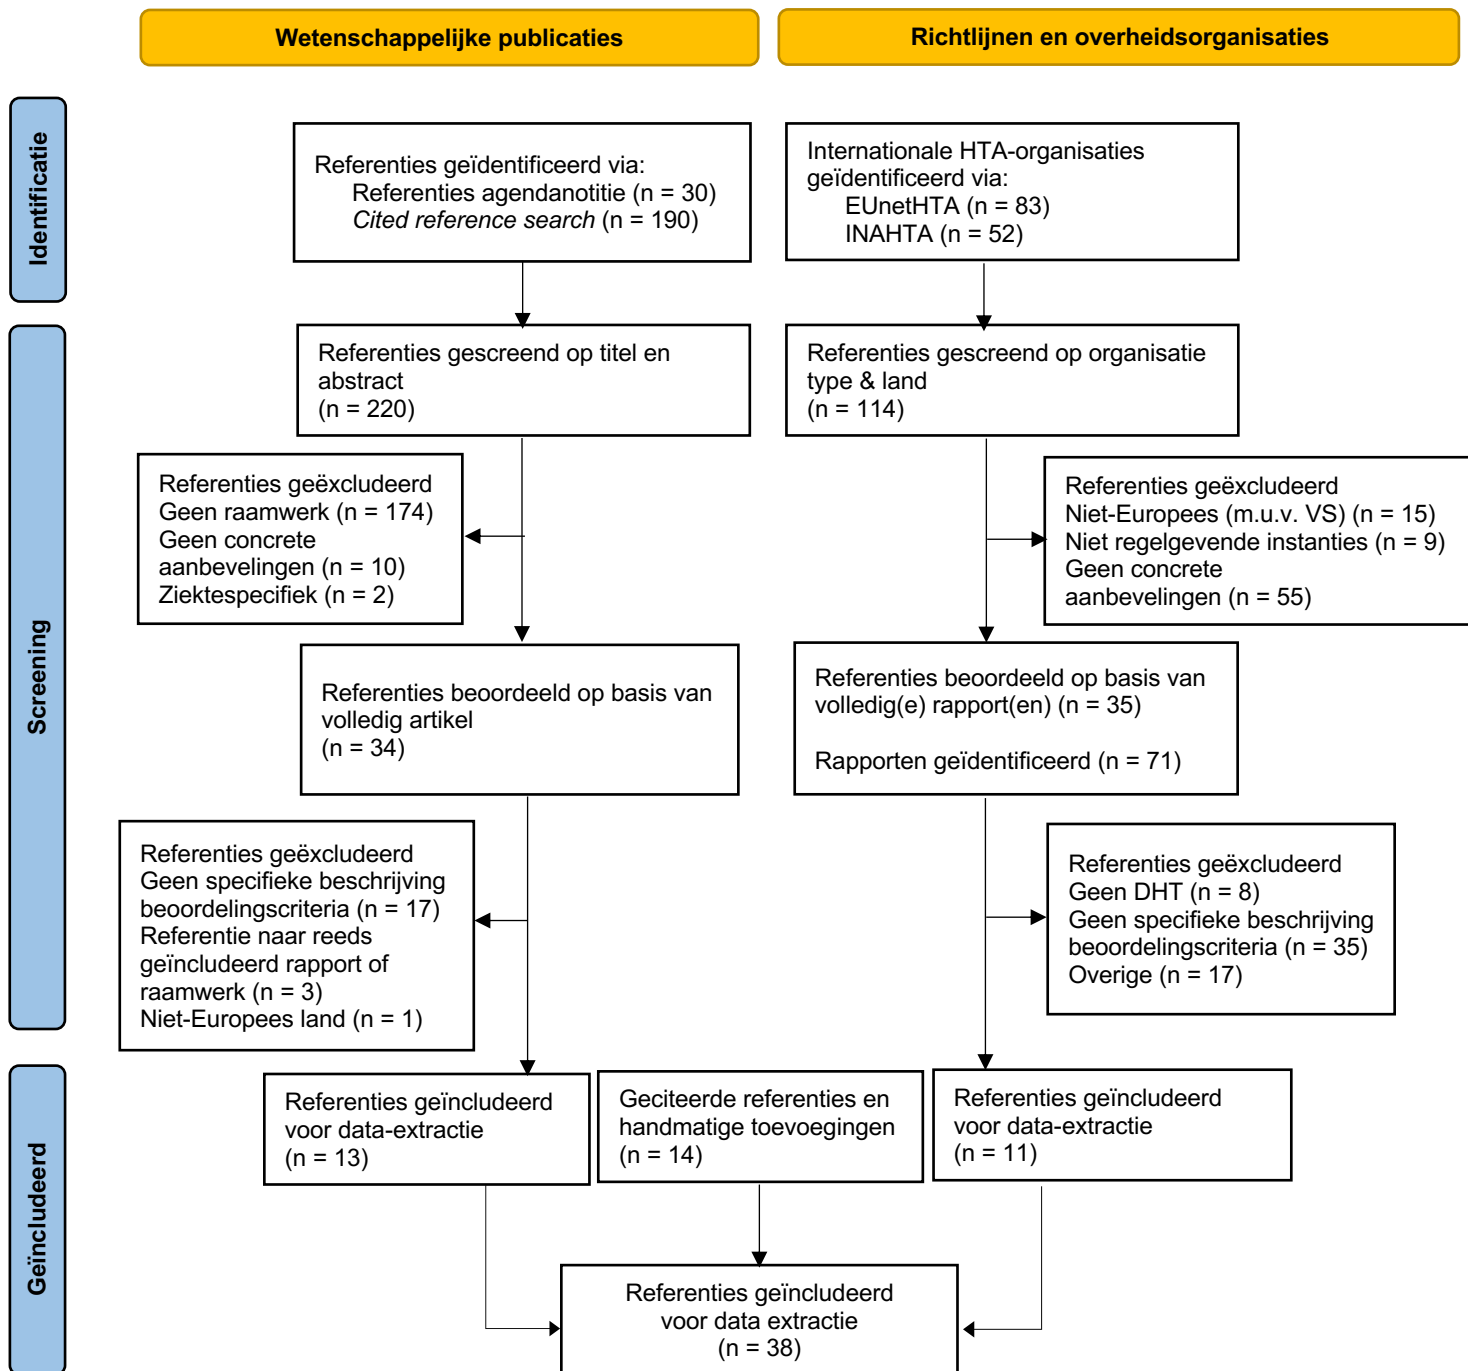 Wetenschappelijke publicaties
Richtlijnen en overheidsorganisaties
Identificatie
Referenties geïdentificeerd via:
Referenties agendanotitie (n = 30)
Cited reference search (n = 190)
Internationale HTA-organisaties
geïdentificeerd via:
EUnetHTA (n = 83)
INAHTA (n = 52)
Screening
Referenties gescreend op titel en
abstract
(n = 220)
Referenties gescreend op organisatie
type & land
(n = 114)
Referenties geëxcludeerd
Geen raamwerk (n = 174)
Geen concrete
aanbevelingen (n = 10)
Ziektespecifiek (n = 2)
Referenties geëxcludeerd
Niet-Europees (m.u.v. VS) (n = 15)
Niet regelgevende instanties (n = 9)
Geen concrete
aanbevelingen (n = 55)
Referenties beoordeeld op basis van
volledig artikel
(n = 34)
Referenties beoordeeld op basis van
volledig(e) rapport(en) (n = 35)
Rapporten geïdentificeerd (n = 71)
Referenties geëxcludeerd
Geen specifieke beschrijving
beoordelingscriteria (n = 17)
Referentie naar reeds
geïncludeerd rapport of
raamwerk (n = 3)
Niet-Europees land (n = 1)
Referenties geëxcludeerd
Geen DHT (n = 8)
Geen specifieke beschrijving
beoordelingscriteria (n = 35)
Overige (n = 17)
Geïncludeerd
Referenties geïncludeerd
voor data-extractie
(n = 13)
Geciteerde referenties en
handmatige toevoegingen
(n = 14)
Referenties geïncludeerd
voor data-extractie
(n = 11)
Referenties geïncludeerd
voor data extractie
(n = 38)